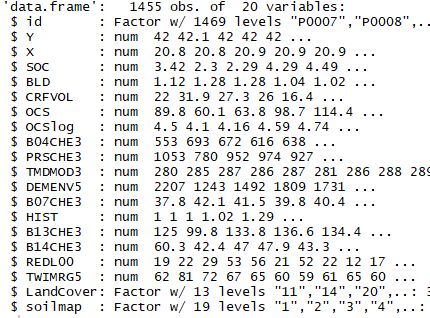 'data.frame':   1455 obs. of  20 variables:
 $ id       : Factor w/ 1469 levels "P0007","P0008",..
 $ Y        : num  42 42.1 42 42 42 ...
 $ X        : num  20.8 20.8 20.9 20.9 20.9 ...
 $ SOC      : num  3.42 2.3 2.29 4.29 4.49 ...
 $ BLD      : num  1.12 1.28 1.28 1.04 1.02 ...
 $ CRFVOL   : num  22 31.9 27.3 26 16.4 ...
 $ OCS      : num  89.8 60.1 63.8 98.7 114.4 ...
 $ OCSlog   : num  4.5 4.1 4.16 4.59 4.74 ...
 $ B04CHE3  : num  553 693 672 616 638 ...
 $ PRSCHE3  : num  1053 780 952 974 927 ...
 $ TMDMOD3  : num  280 285 287 286 287 281 286 288 289
 $ DEMENV5  : num  2207 1243 1492 1809 1731 ...
 $ B07CHE3  : num  37.8 42.1 41.5 39.8 40.4 ...
 $ HIST     : num  1 1 1 1.02 1.29 ...
 $ B13CHE3  : num  125 99.8 133.8 136.6 134.4 ...
 $ B14CHE3  : num  60.3 42.4 47 47.9 43.3 ...
 $ REDL00   : num  19 22 29 53 56 21 52 22 12 17 ...
 $ TWIMRG5  : num  62 81 72 67 65 60 59 61 65 60 ...
 $ LandCover: Factor w/ 13 levels "11","14","20",..: 3
 $ soilmap  : Factor w/ 19 levels "1","2","3","4",..: